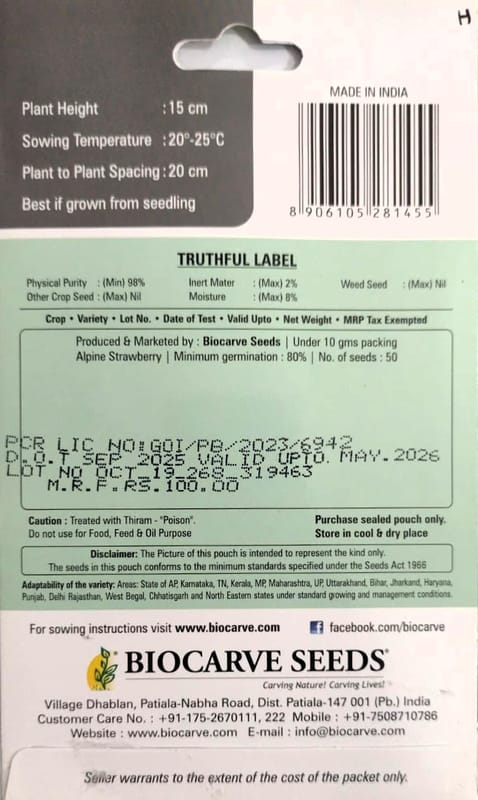 H
Plant Height : 15 cm
Sowing Temperature : 20°-25°C
Plant to Plant Spacing : 20 cm
Best if grown from seedling
MADE IN INDIA
8 906105 281455
TRUTHFUL LABEL
Physical Purity : (Min) 98% Inert Mater : (Max) 2% Weed Seed : (Max) Nil
Other Crop Seed : (Max) Nil Moisture : (Max) 8%
Crop • Variety • Lot No. • Date of Test • Valid Upto • Net Weight • MRP Tax Exempted
Produced & Marketed by : Biocarve Seeds | Under 10 gms packing
Alpine Strawberry | Minimum germination : 80% | No. of seeds : 50
PCR LIC NO:GOI/PB/2023/6942
D.O.T SEP 2025 VALID UPTO. MAY.2026
LOT NO OCT_19_268_319463
M.R.P.RS.100.00
Caution : Treated with Thiram - "Poison".
Do not use for Food, Feed & Oil Purpose
Purchase sealed pouch only.
Store in cool & dry place
Disclaimer: The Picture of this pouch is intended to represent the kind only.
The seeds in this pouch conforms to the minimum standards specified under the Seeds Act 1966
Adaptability of the variety: Areas: State of AP, Karnataka, TN, Kerala, MP, Maharashtra, UP, Uttarakhand, Bihar, Jharkand, Haryana,
Punjab, Delhi Rajasthan, West Begal, Chhatisgarh and North Eastern states under standard growing and management conditions.
For sowing instructions visit www.biocarve.com facebook.com/biocarve
BIOCARVE SEEDS®
Carving Nature! Carving Lives!
Village Dhablan, Patiala-Nabha Road, Dist. Patiala-147 001 (Pb.) India
Customer Care No. : +91-175-2670111, 222 Mobile : +91-7508710786
Website : www.biocarve.com E-mail : info@biocarve.com
Seller warrants to the extent of the cost of the packet only.